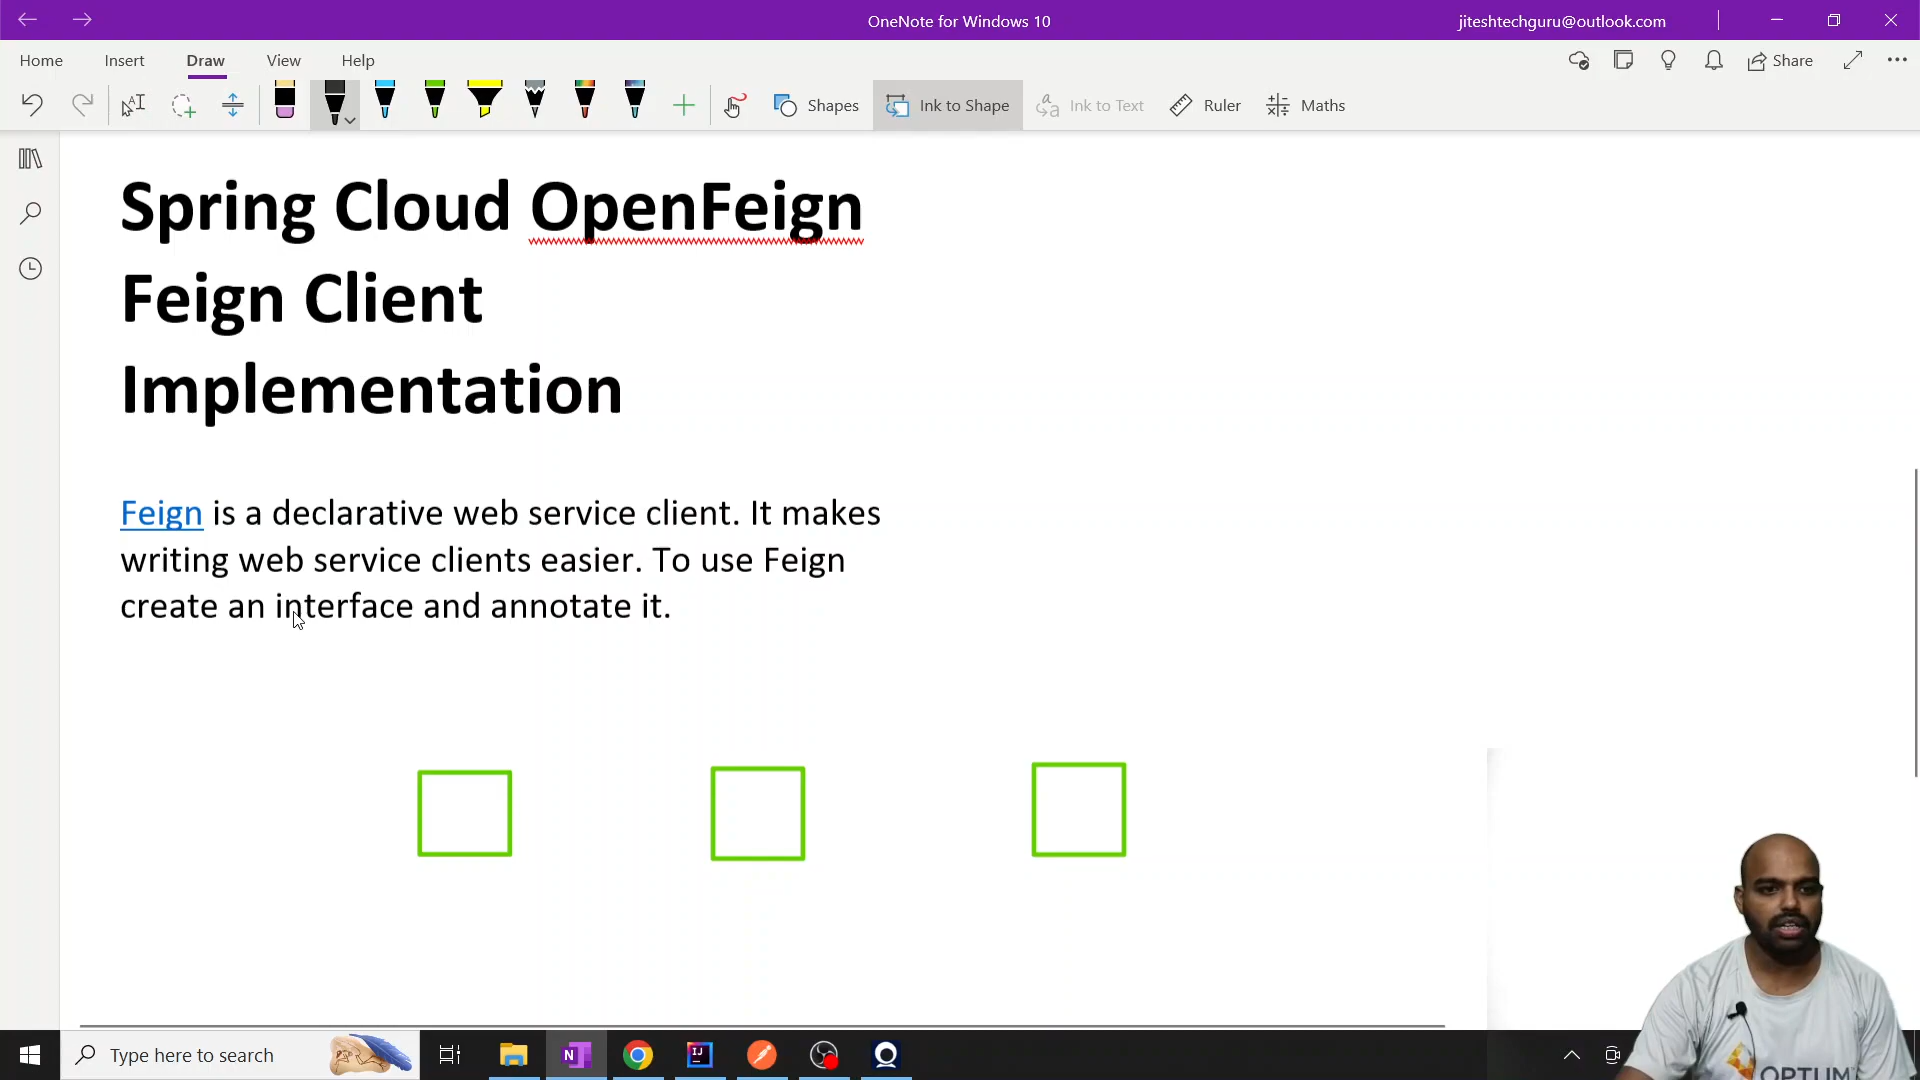 OneNote for Windows 10
jiteshtechguru@outlook.com
Home Insert Draw View Help
Share
Shapes Ink to Shape Ink to Text Ruler Maths
Spring Cloud OpenFeign
Feign Client
Implementation
Feign is a declarative web service client. It makes
writing web service clients easier. To use Feign
create an interface and annotate it.
Type here to search
OPTUM